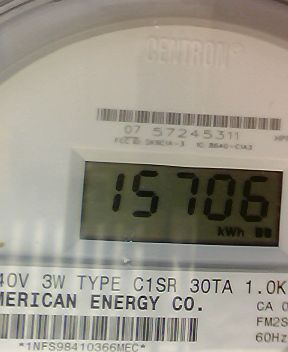 CENTRON®
07 57245311
15706
kWh
40V 3W TYPE C1SR 30TA 1.0K
MERICAN ENERGY CO.
CA 0
FM2S
60Hz
*1NFS98410366MEC*